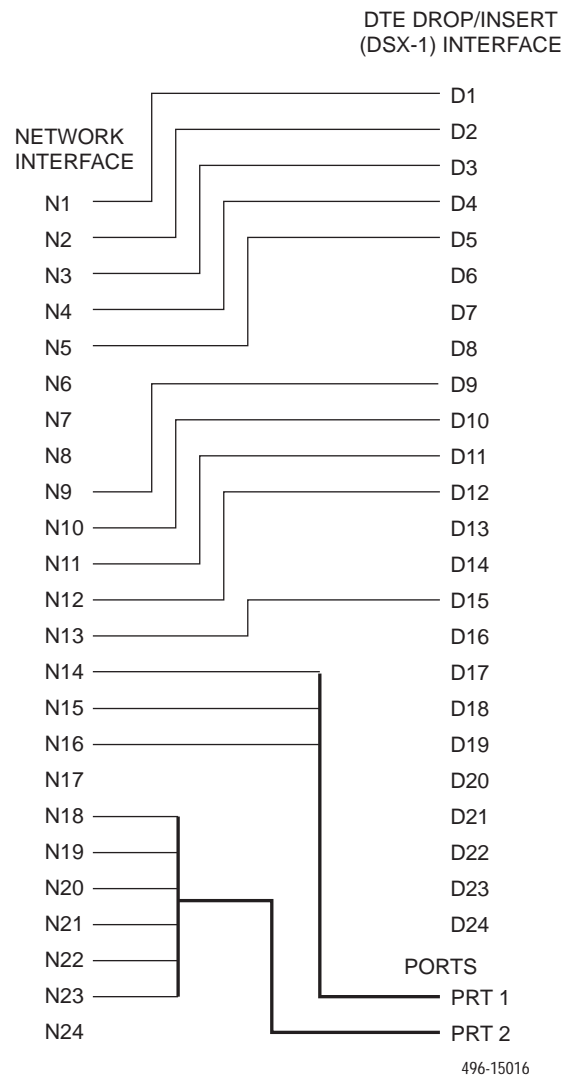 DTE DROP/INSERT
(DSX-1) INTERFACE
NETWORK
INTERFACE
N1
N2
N3
N4
N5
N6
N7
N8
N9
N10
N11
N12
N13
N14
N15
N16
N17
N18
N19
N20
N21
N22
N23
N24
D1
D2
D3
D4
D5
D6
D7
D8
D9
D10
D11
D12
D13
D14
D15
D16
D17
D18
D19
D20
D21
D22
D23
D24
PORTS
PRT 1
PRT 2
496-15016